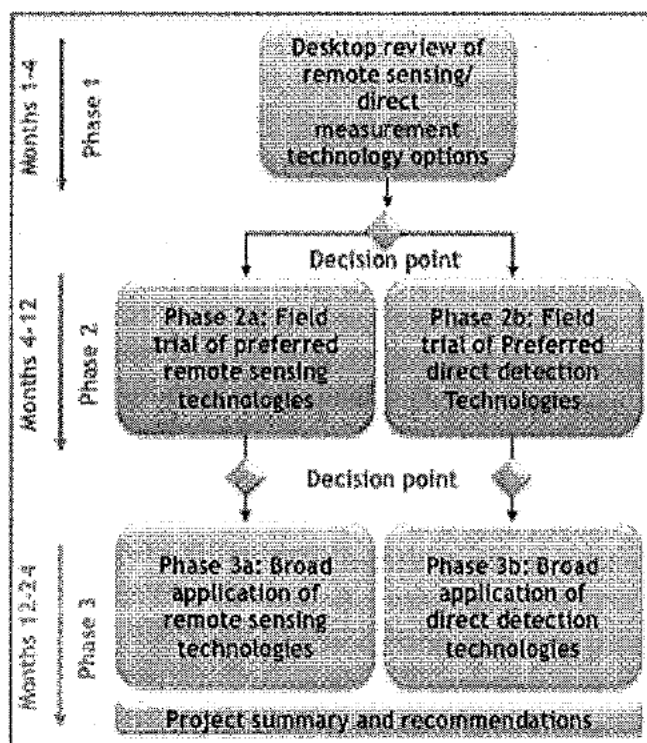 Months 1-4
Phase 1
Desktop review of
remote sensing/
direct
measurement
technology options
Decision point
Months 4-12
Phase 2
Phase 2a: Field
trial of preferred
remote sensing
technologies
Phase 2b: Field
trial of Preferred
direct detection
Technologies
Decision point
Months 12-24
Phase 3
Phase 3a: Broad
application of
remote sensing
technologies
Phase 3b: Broad
application of
direct detection
technologies
Project summary and recommendations